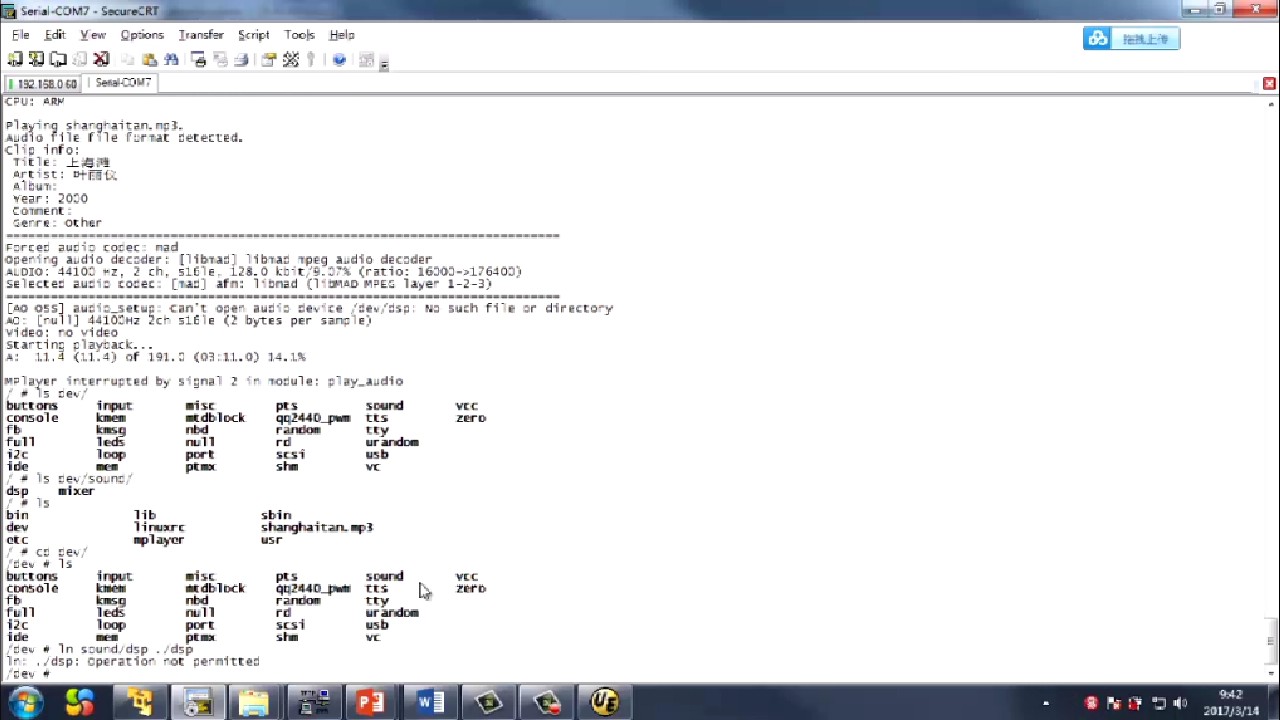 Serial-COM7 - SecureCRT
File Edit View Options Transfer Script Tools Help
拖拽上传
192.168.0.60 Serial-COM7
CPU: ARM
Playing shanghaitan.mp3.
Audio file file format detected.
Clip info:
Title: 上海滩
Artist: 叶丽仪
Album:
Year: 2000
Comment:
Genre: Other
==========================================================================
Forced audio codec: mad
Opening audio decoder: [libmad] libmad mpeg audio decoder
AUDIO: 44100 Hz, 2 ch, s16le, 128.0 kbit/9.07% (ratio: 16000->176400)
Selected audio codec: [mad] afm: libmad (libMAD MPEG layer 1-2-3)
==========================================================================
[AO OSS] audio_setup: Can't open audio device /dev/dsp: No such file or directory
AO: [null] 44100Hz 2ch s16le (2 bytes per sample)
Video: no video
Starting playback...
A: 11.4 (11.4) of 191.0 (03:11.0) 14.1%
MPlayer interrupted by signal 2 in module: play_audio
/ # ls dev/
buttons input misc pts sound vcc
console kmem mtdblock qq2440_pwm tts zero
fb kmsg nbd random tty
full leds null rd urandom
i2c loop port scsi usb
ide mem ptmx shm vc
/ # ls dev/sound/
dsp mixer
/ # ls
bin lib sbin
dev linuxrc shanghaitan.mp3
etc mplayer usr
/ # cd dev/
/dev # ls
buttons input misc pts sound vcc
console kmem mtdblock qq2440_pwm tts zero
fb kmsg nbd random tty
full leds null rd urandom
i2c loop port scsi usb
ide mem ptmx shm vc
/dev # ln sound/dsp ./dsp
ln: ./dsp: Operation not permitted
/dev #
9:42
2017/3/14